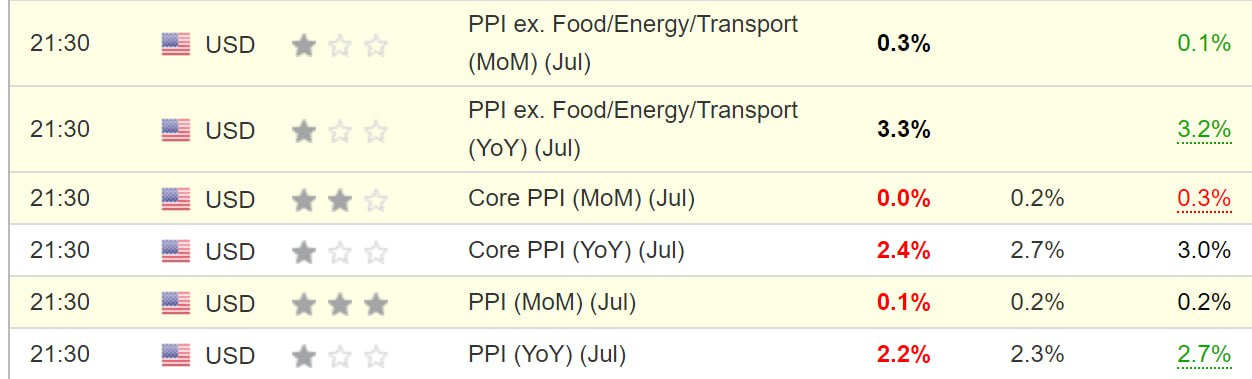 21:30 USD PPI ex. Food/Energy/Transport 0.3% 0.1%
(MoM) (Jul)
21:30 USD PPI ex. Food/Energy/Transport 3.3% 3.2%
(YoY) (Jul)
21:30 USD Core PPI (MoM) (Jul) 0.0% 0.2% 0.3%
21:30 USD Core PPI (YoY) (Jul) 2.4% 2.7% 3.0%
21:30 USD PPI (MoM) (Jul) 0.1% 0.2% 0.2%
21:30 USD PPI (YoY) (Jul) 2.2% 2.3% 2.7%